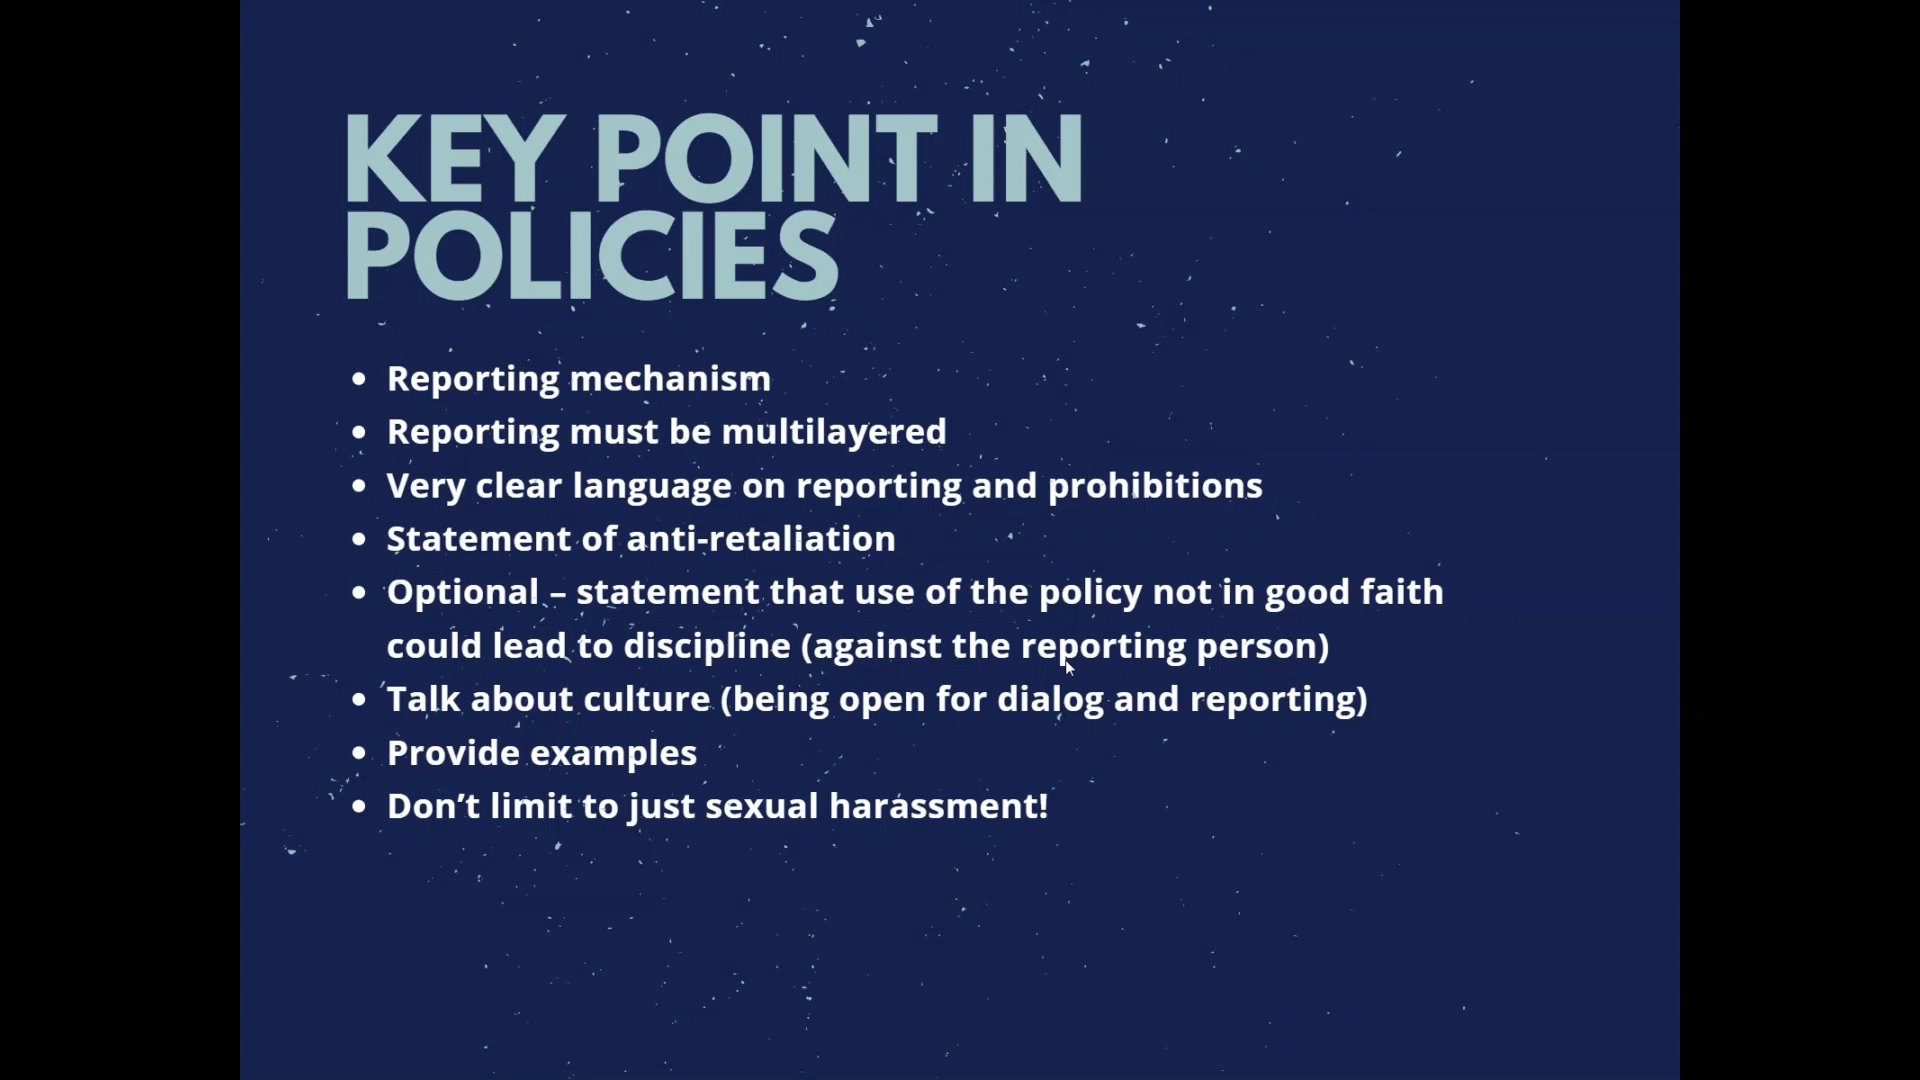 KEY POINT IN
POLICIES
• Reporting mechanism
• Reporting must be multilayered
• Very clear language on reporting and prohibitions
• Statement of anti-retaliation
• Optional – statement that use of the policy not in good faith
could lead to discipline (against the reporting person)
• Talk about culture (being open for dialog and reporting)
• Provide examples
• Don’t limit to just sexual harassment!